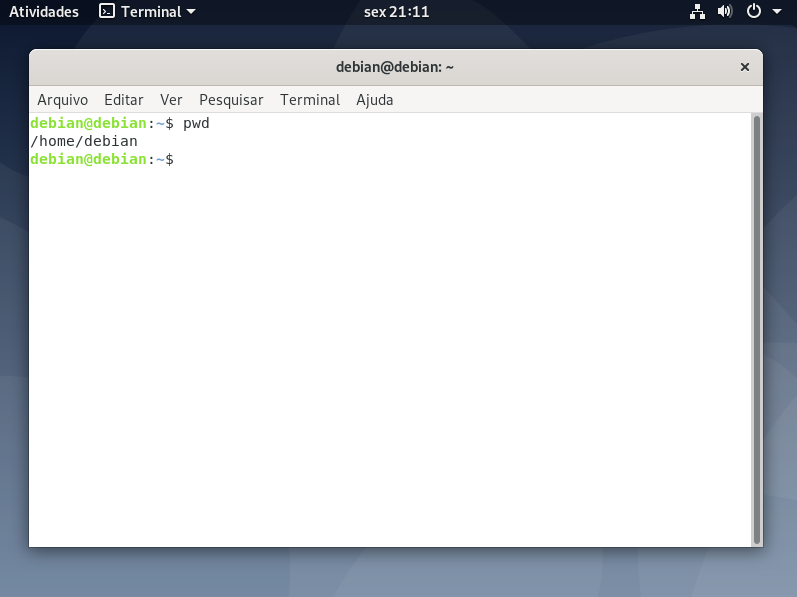 Atividades Terminal sex 21:11
debian@debian: ~
Arquivo Editar Ver Pesquisar Terminal Ajuda
debian@debian:~$ pwd
/home/debian
debian@debian:~$